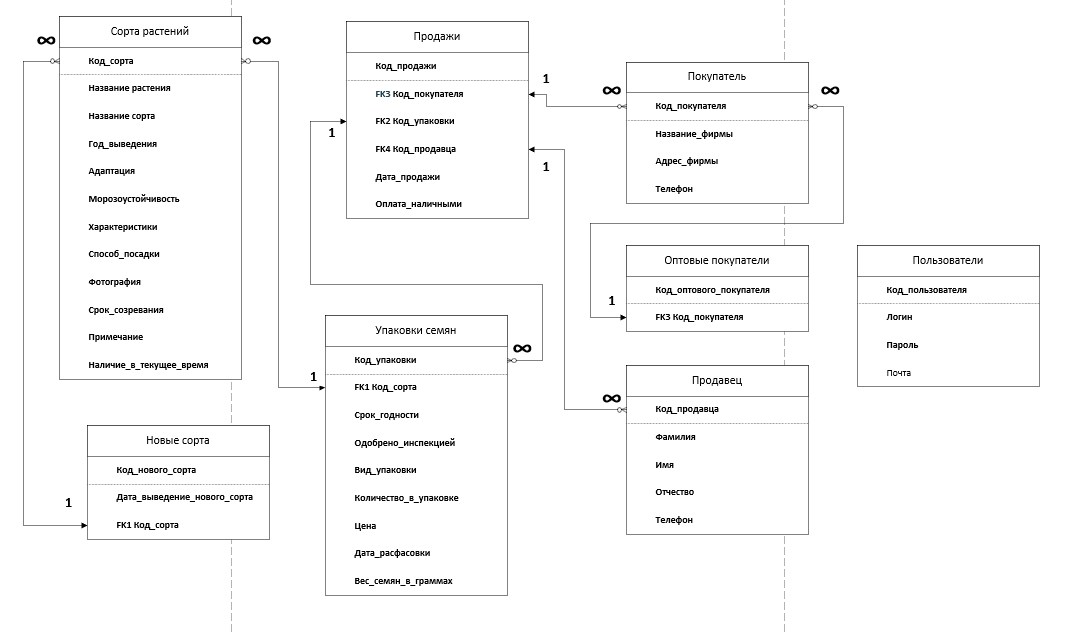 Сорта растений
∞
∞
Код_сорта
Название растения
Название сорта
Год_выведения
Адаптация
Морозоустойчивость
Характеристики
Способ_посадки
Фотография
Срок_созревания
Примечание
Наличие_в_текущее_время
Новые сорта
Код_нового_сорта
1
Дата_выведение_нового_сорта
FK1 Код_сорта
Продажи
Код_продажи
1
FK3 Код_покупателя
FK2 Код_упаковки
1
FK4 Код_продавца
1
Дата_продажи
Оплата_наличными
Упаковки семян
∞
Код_упаковки
1
FK1 Код_сорта
Срок_годности
Одобрено_инспекцией
Вид_упаковки
Количество_в_упаковке
Цена
Дата_расфасовки
Вес_семян_в_граммах
Покупатель
∞
∞
Код_покупателя
Название_фирмы
Адрес_фирмы
Телефон
Оптовые покупатели
Код_оптового_покупателя
1
FK3 Код_покупателя
Продавец
∞
Код_продавца
Фамилия
Имя
Отчество
Телефон
Пользователи
Код_пользователя
Логин
Пароль
Почта